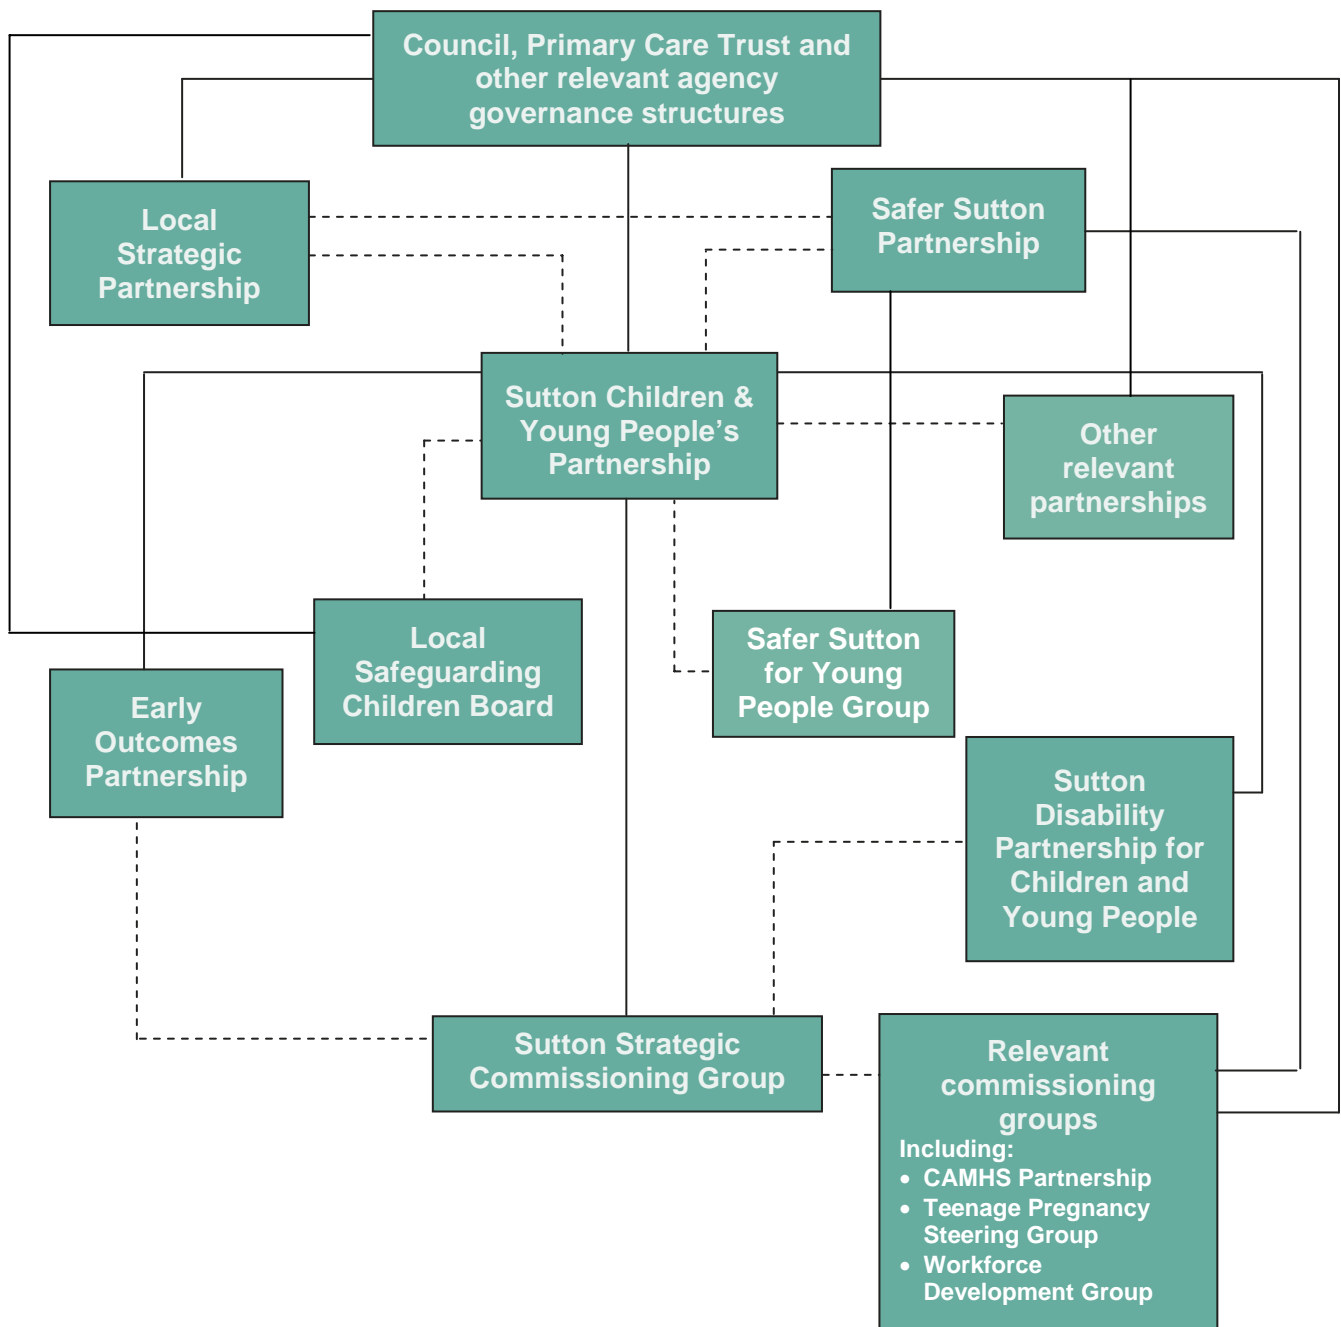 Council, Primary Care Trust and
other relevant agency
governance structures
Local
Strategic
Partnership
Safer Sutton
Partnership
Sutton Children &
Young People’s
Partnership
Other
relevant
partnerships
Local
Safeguarding
Children Board
Safer Sutton
for Young
People Group
Early
Outcomes
Partnership
Sutton
Disability
Partnership for
Children and
Young People
Sutton Strategic
Commissioning Group
Relevant
commissioning
groups
Including:
• CAMHS Partnership
• Teenage Pregnancy
Steering Group
• Workforce
Development Group